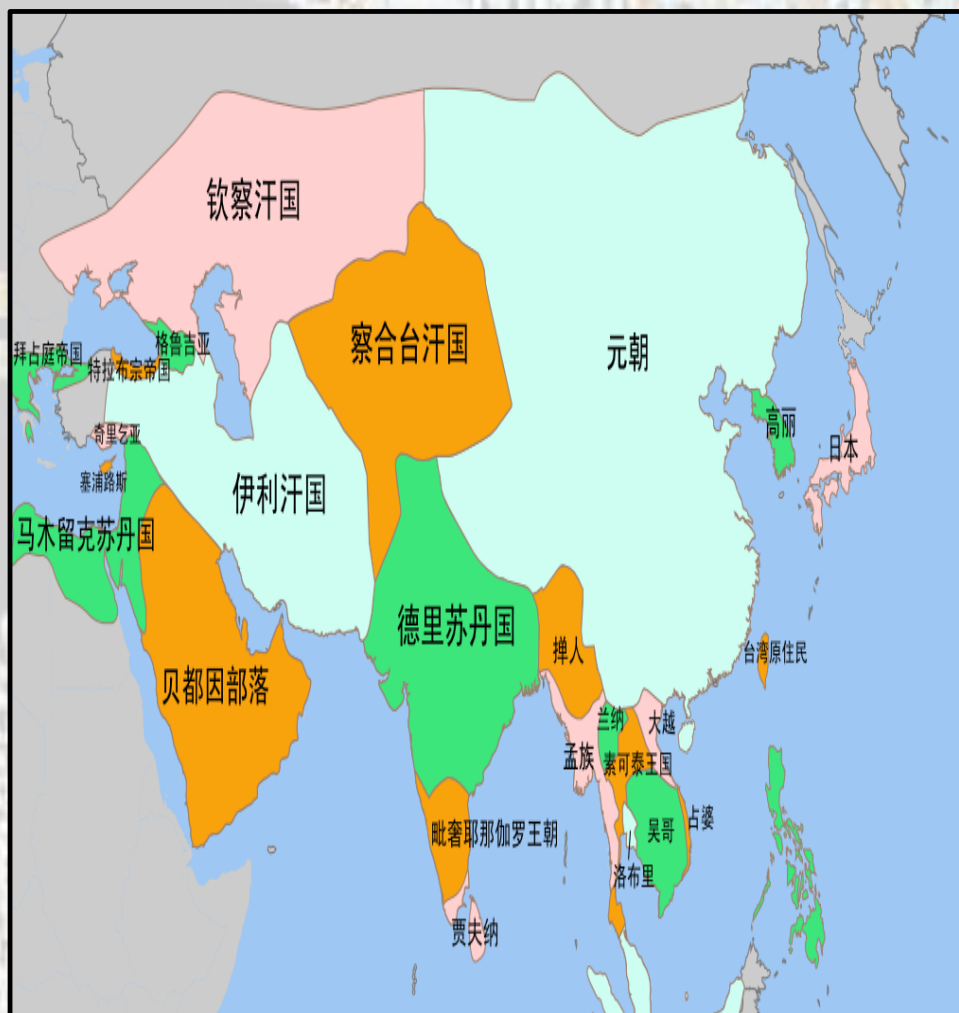 钦察汗国
格鲁吉亚
拜占庭帝国
特拉布宗帝国
察合台汗国
元朝
高丽
日本
奇里乞亚
塞浦路斯
伊利汗国
马木留克苏丹国
德里苏丹国
掸人
台湾原住民
贝都因部落
兰纳
大越
孟族
素可泰王国
占婆
吴哥
毗奢耶那伽罗王朝
洛布里
贾夫纳